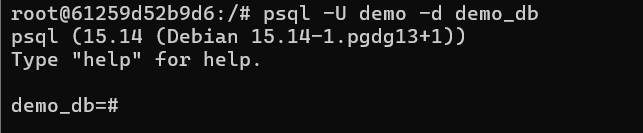 root@61259d52b9d6:/# psql -U demo -d demo_db
psql (15.14 (Debian 15.14-1.pgdg13+1))
Type "help" for help.

demo_db=#